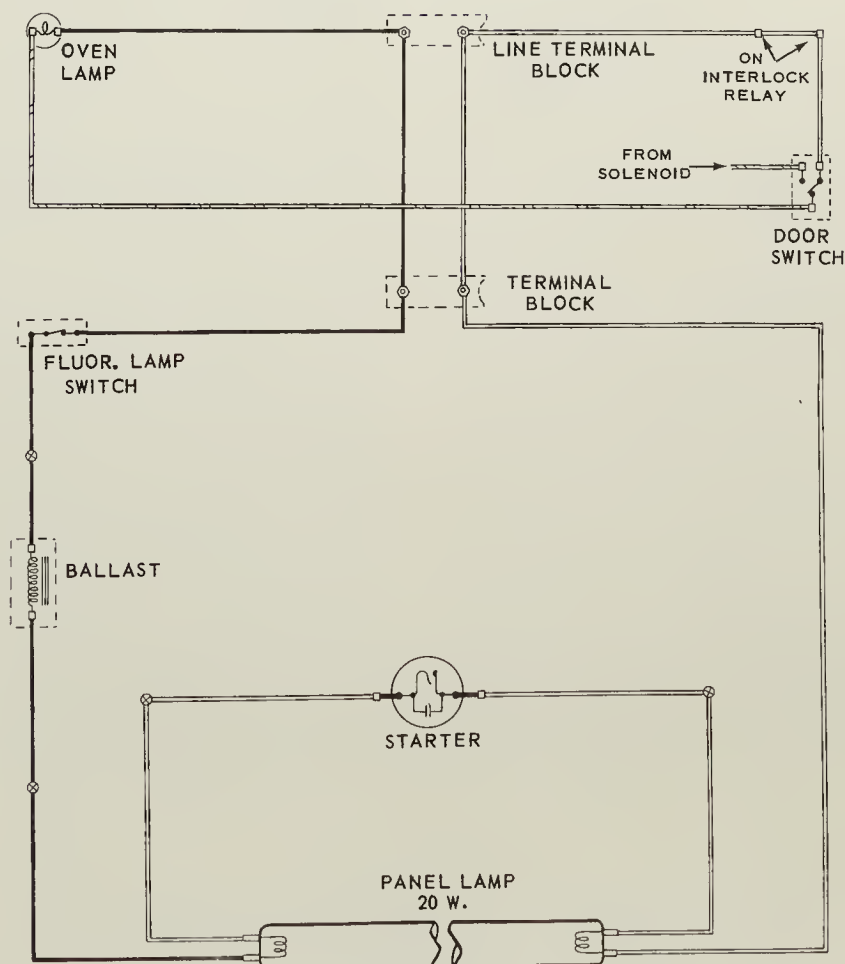 OVEN
LAMP
LINE TERMINAL
BLOCK
ON
INTERLOCK
RELAY
FROM
SOLENOID
DOOR
SWITCH
TERMINAL
BLOCK
FLUOR. LAMP
SWITCH
BALLAST
STARTER
PANEL LAMP
20 W.